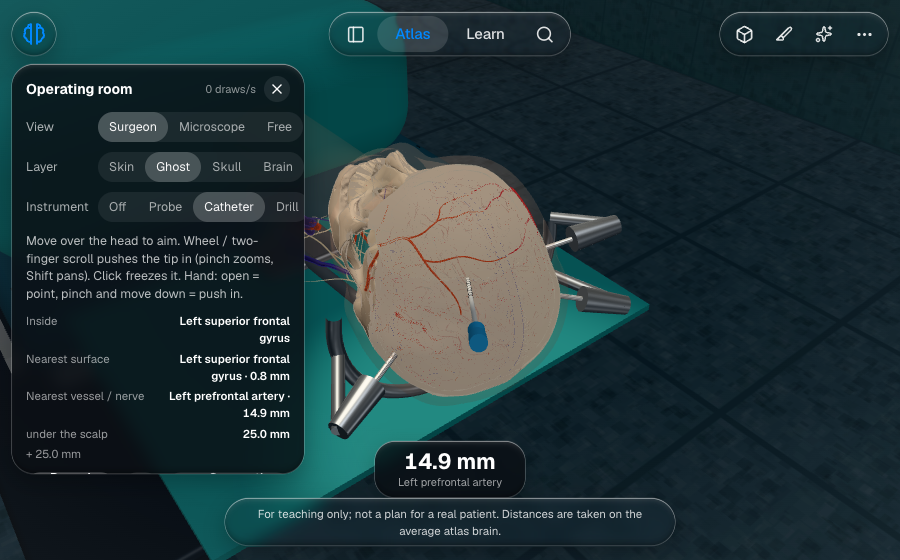 Atlas
Learn
Operating room
0 draws/s
View
Surgeon
Microscope
Free
Layer
Skin
Ghost
Skull
Brain
Instrument
Off
Probe
Catheter
Drill
Move over the head to aim. Wheel / two-
finger scroll pushes the tip in (pinch zooms,
Shift pans). Click freezes it. Hand: open =
point, pinch and move down = push in.
Inside
Left superior frontal
gyrus
Nearest surface
Left superior frontal
gyrus · 0.8 mm
Nearest vessel / nerve
Left prefrontal artery ·
14.9 mm
under the scalp
25.0 mm
+ 25.0 mm
14.9 mm
Left prefrontal artery
For teaching only; not a plan for a real patient. Distances are taken on the
average atlas brain.